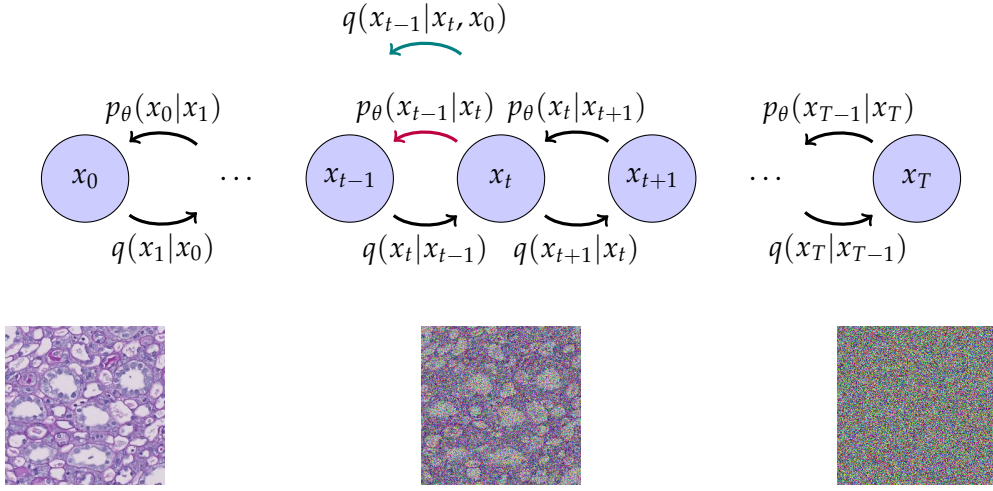 q(x_{t−1}|x_t, x_0)
p_θ(x_0|x_1) p_θ(x_{t−1}|x_t) p_θ(x_t|x_{t+1}) p_θ(x_{T−1}|x_T)
x_0 ··· x_{t−1} x_t x_{t+1} ··· x_T
q(x_1|x_0) q(x_t|x_{t−1}) q(x_{t+1}|x_t) q(x_T|x_{T−1})